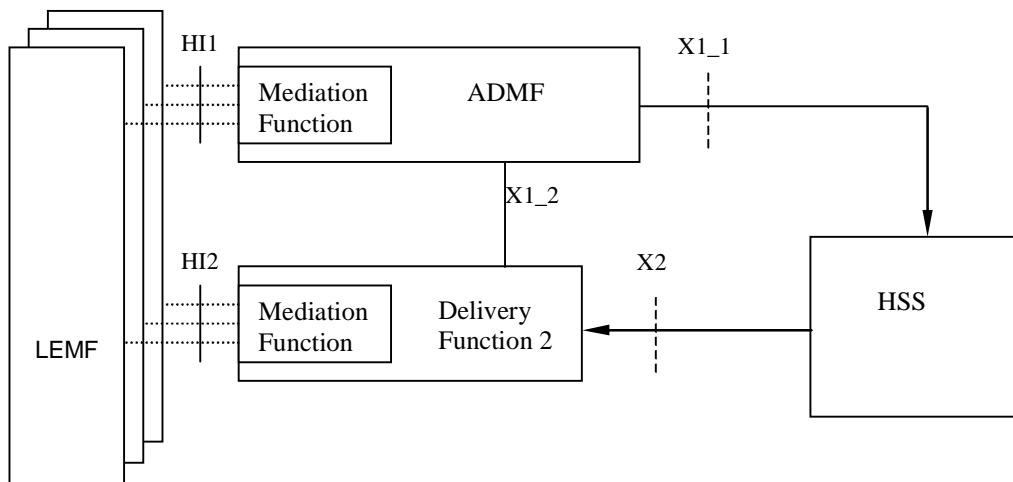 HI1
X1_1
Mediation
Function
ADMF
X1_2
HI2
X2
Mediation
Function
Delivery
Function 2
HSS
LEMF